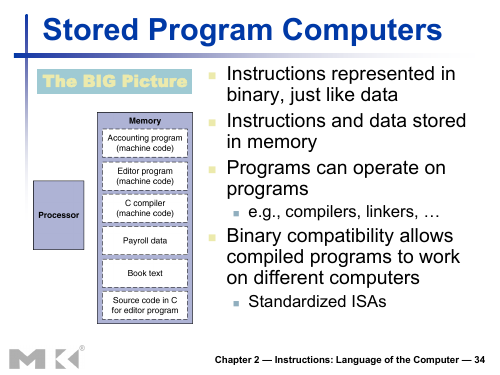 Stored Program Computers
The BIG Picture
Memory
Accounting program
(machine code)
Editor program
(machine code)
C compiler
(machine code)
Payroll data
Book text
Source code in C
for editor program
Processor
Instructions represented in
binary, just like data
Instructions and data stored
in memory
Programs can operate on
programs
e.g., compilers, linkers, …
Binary compatibility allows
compiled programs to work
on different computers
Standardized ISAs
MK®
Chapter 2 — Instructions: Language of the Computer — 34